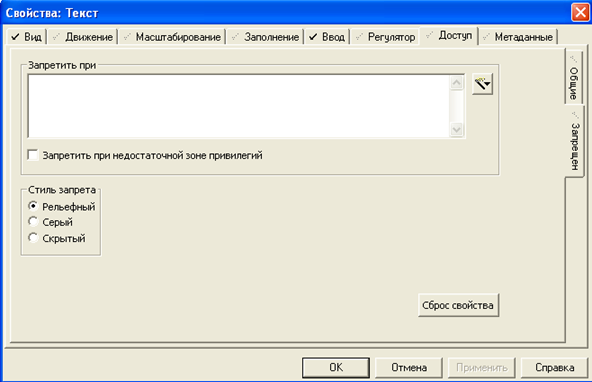 Свойства: Текст
Вид Движение Масштабирование Заполнение Ввод Регулятор Доступ Метаданные
Общие
Запрещен
Запретить при
Запретить при недостаточной зоне привилегий
Стиль запрета
Рельефный
Серый
Скрытый
Сброс свойства
OK Отмена Применить Справка